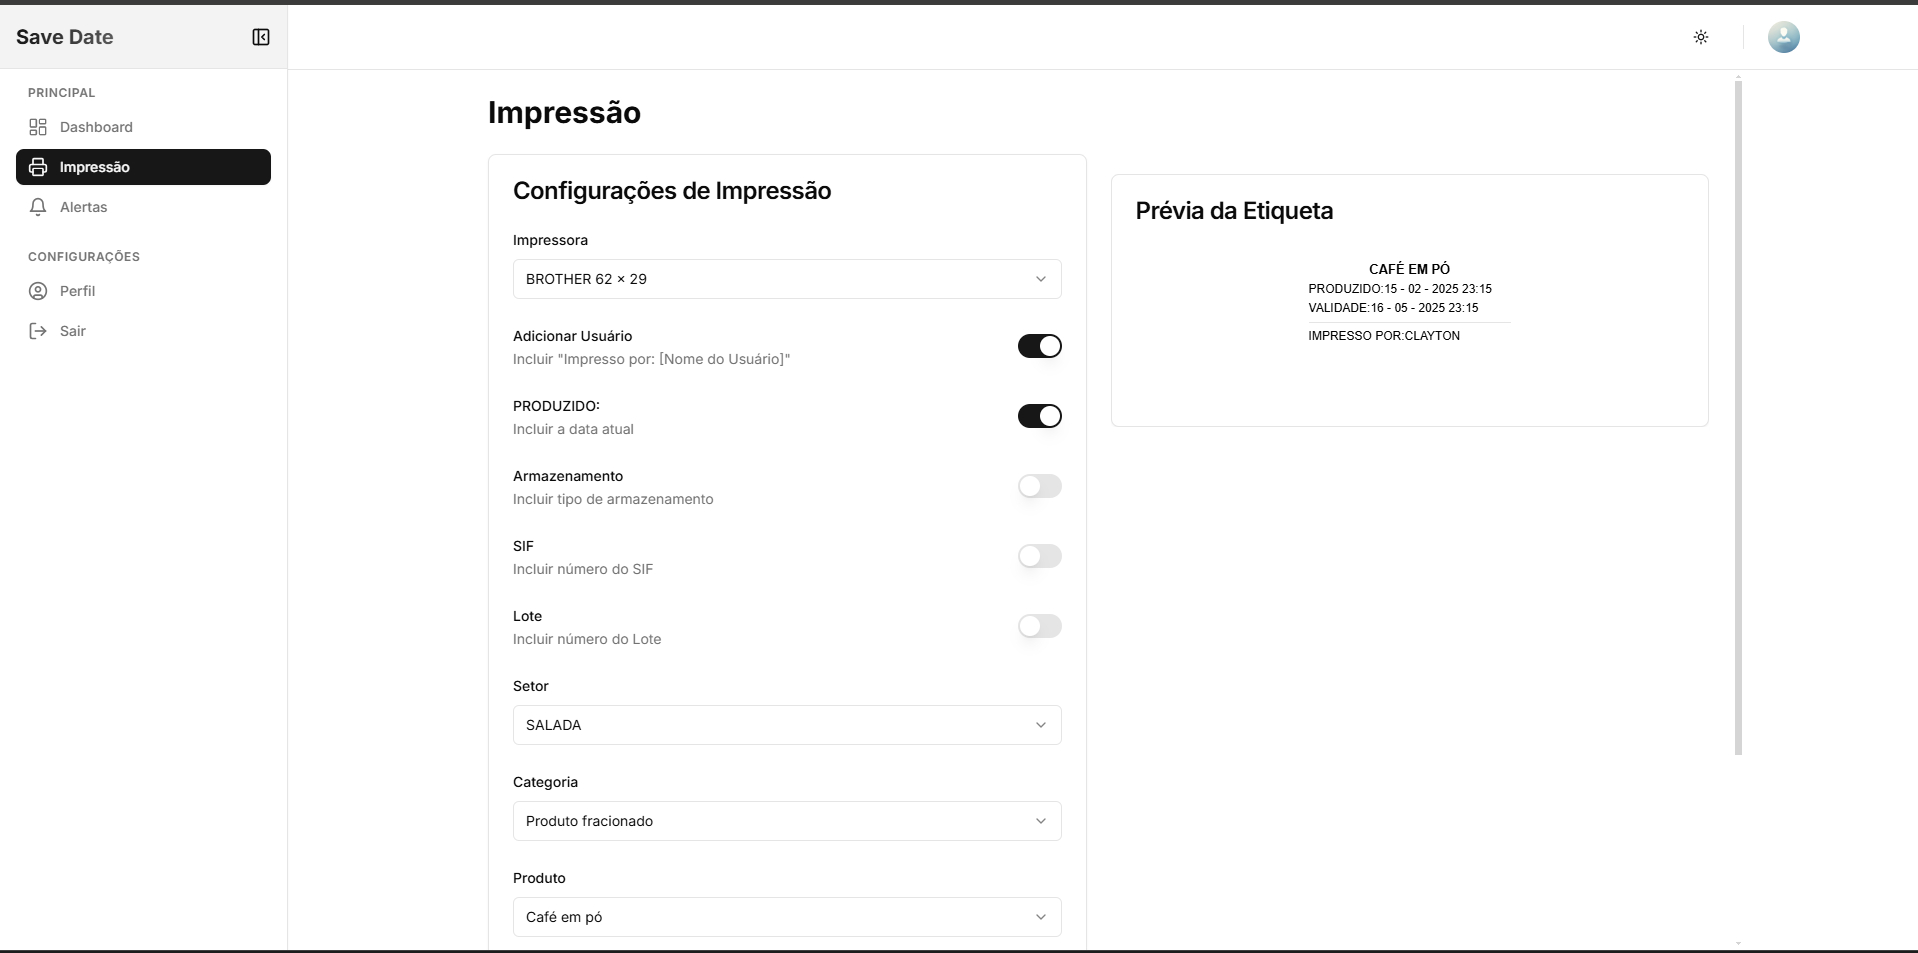 Save Date
PRINCIPAL
Dashboard
Impressão
Alertas
CONFIGURAÇÕES
Perfil
Sair
Impressão
Configurações de Impressão
Impressora
BROTHER 62 × 29
Adicionar Usuário
Incluir "Impresso por: [Nome do Usuário]"
PRODUZIDO:
Incluir a data atual
Armazenamento
Incluir tipo de armazenamento
SIF
Incluir número do SIF
Lote
Incluir número do Lote
Setor
SALADA
Categoria
Produto fracionado
Produto
Café em pó
Prévia da Etiqueta
CAFÉ EM PÓ
PRODUZIDO:15 - 02 - 2025 23:15
VALIDADE:16 - 05 - 2025 23:15
IMPRESSO POR:CLAYTON